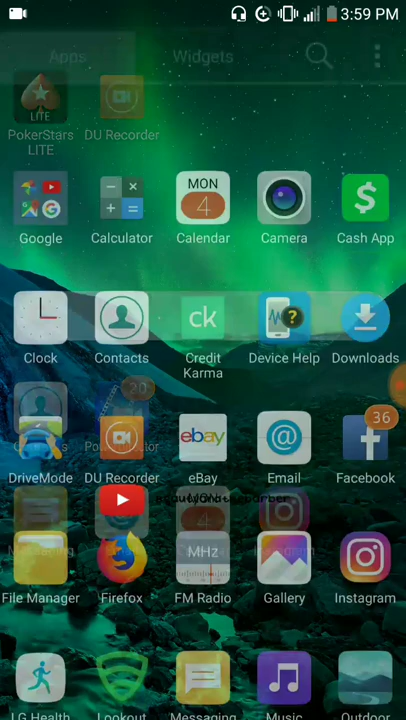 3:59 PM
Apps Widgets
LITE
PokerStars LITE DU Recorder
MON
4
Google Calculator Calendar Camera Cash App
ck
Clock Contacts Credit Karma Device Help Downloads
20
36
ebay
DriveMode DU Recorder eBay Email Facebook
MHz
File Manager Firefox FM Radio Gallery Instagram
LG Health Lookout Messaging Music Outdoor